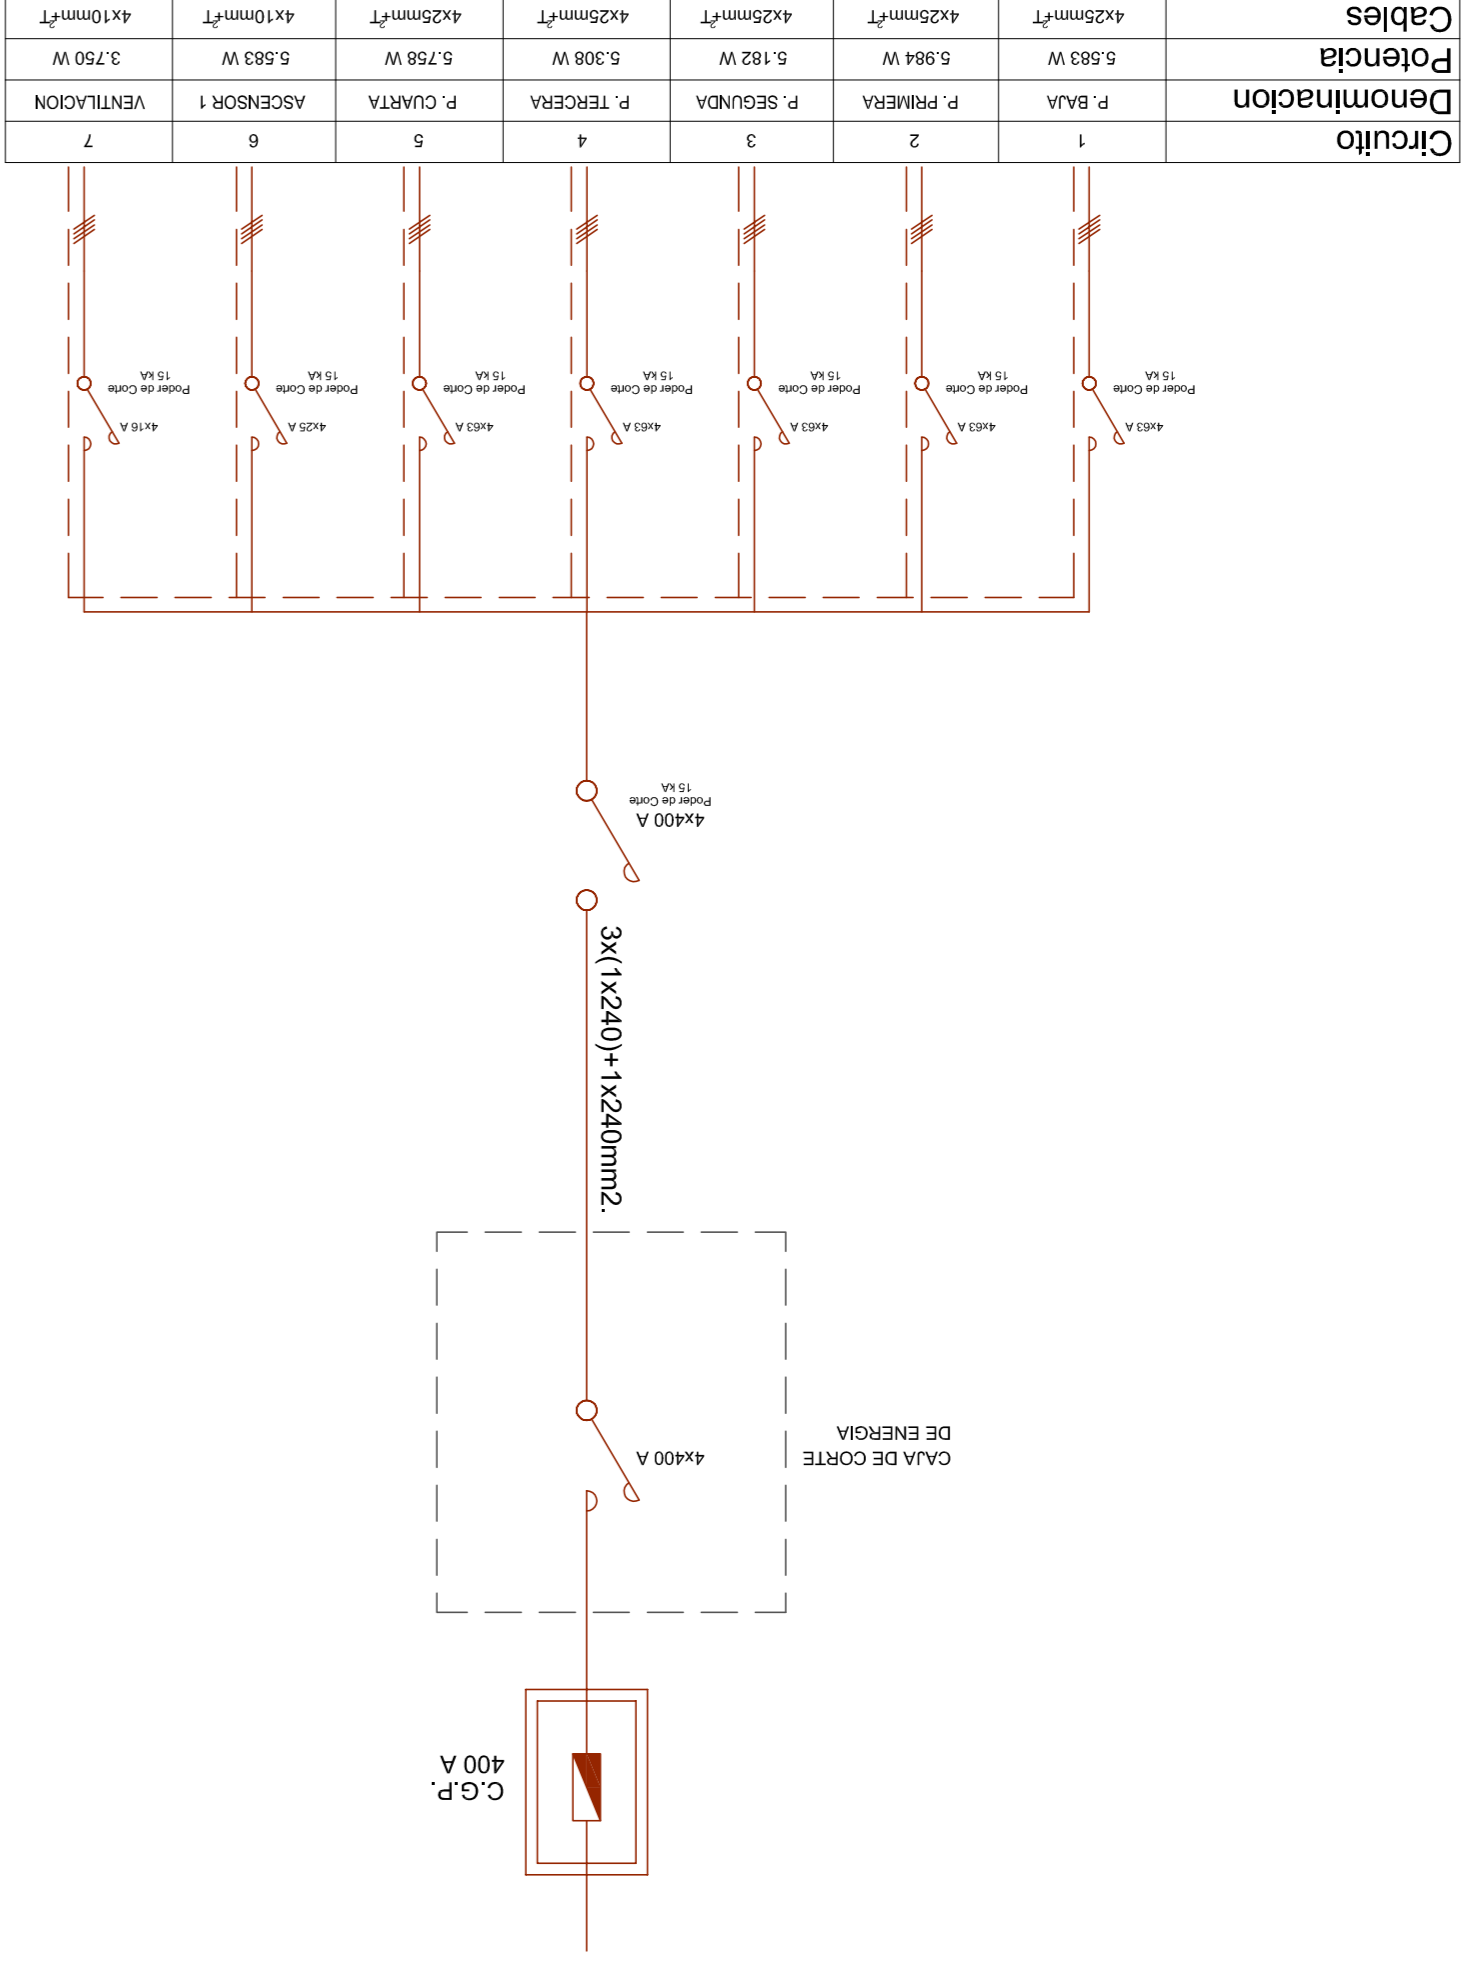 C.G.P.
400 A
CAJA DE CORTE
DE ENERGIA
4x400 A
3x(1x240)+1x240mm2.
4x400 A
Poder de Corte
15 kA
4x63 A
Poder de Corte
15 kA
4x63 A
Poder de Corte
15 kA
4x63 A
Poder de Corte
15 kA
4x63 A
Poder de Corte
15 kA
4x63 A
Poder de Corte
15 kA
4x25 A
Poder de Corte
15 kA
4x16 A
Poder de Corte
15 kA
Circuito 1 2 3 4 5 6 7
Denominacion P. BAJA P. PRIMERA P. SEGUNDA P. TERCERA P. CUARTA ASCENSOR 1 VENTILACION
Potencia 5.583 W 5.984 W 5.182 W 5.308 W 5.758 W 5.583 W 3.750 W
Cables 4x25mm²+T 4x25mm²+T 4x25mm²+T 4x25mm²+T 4x25mm²+T 4x10mm²+T 4x10mm²+T